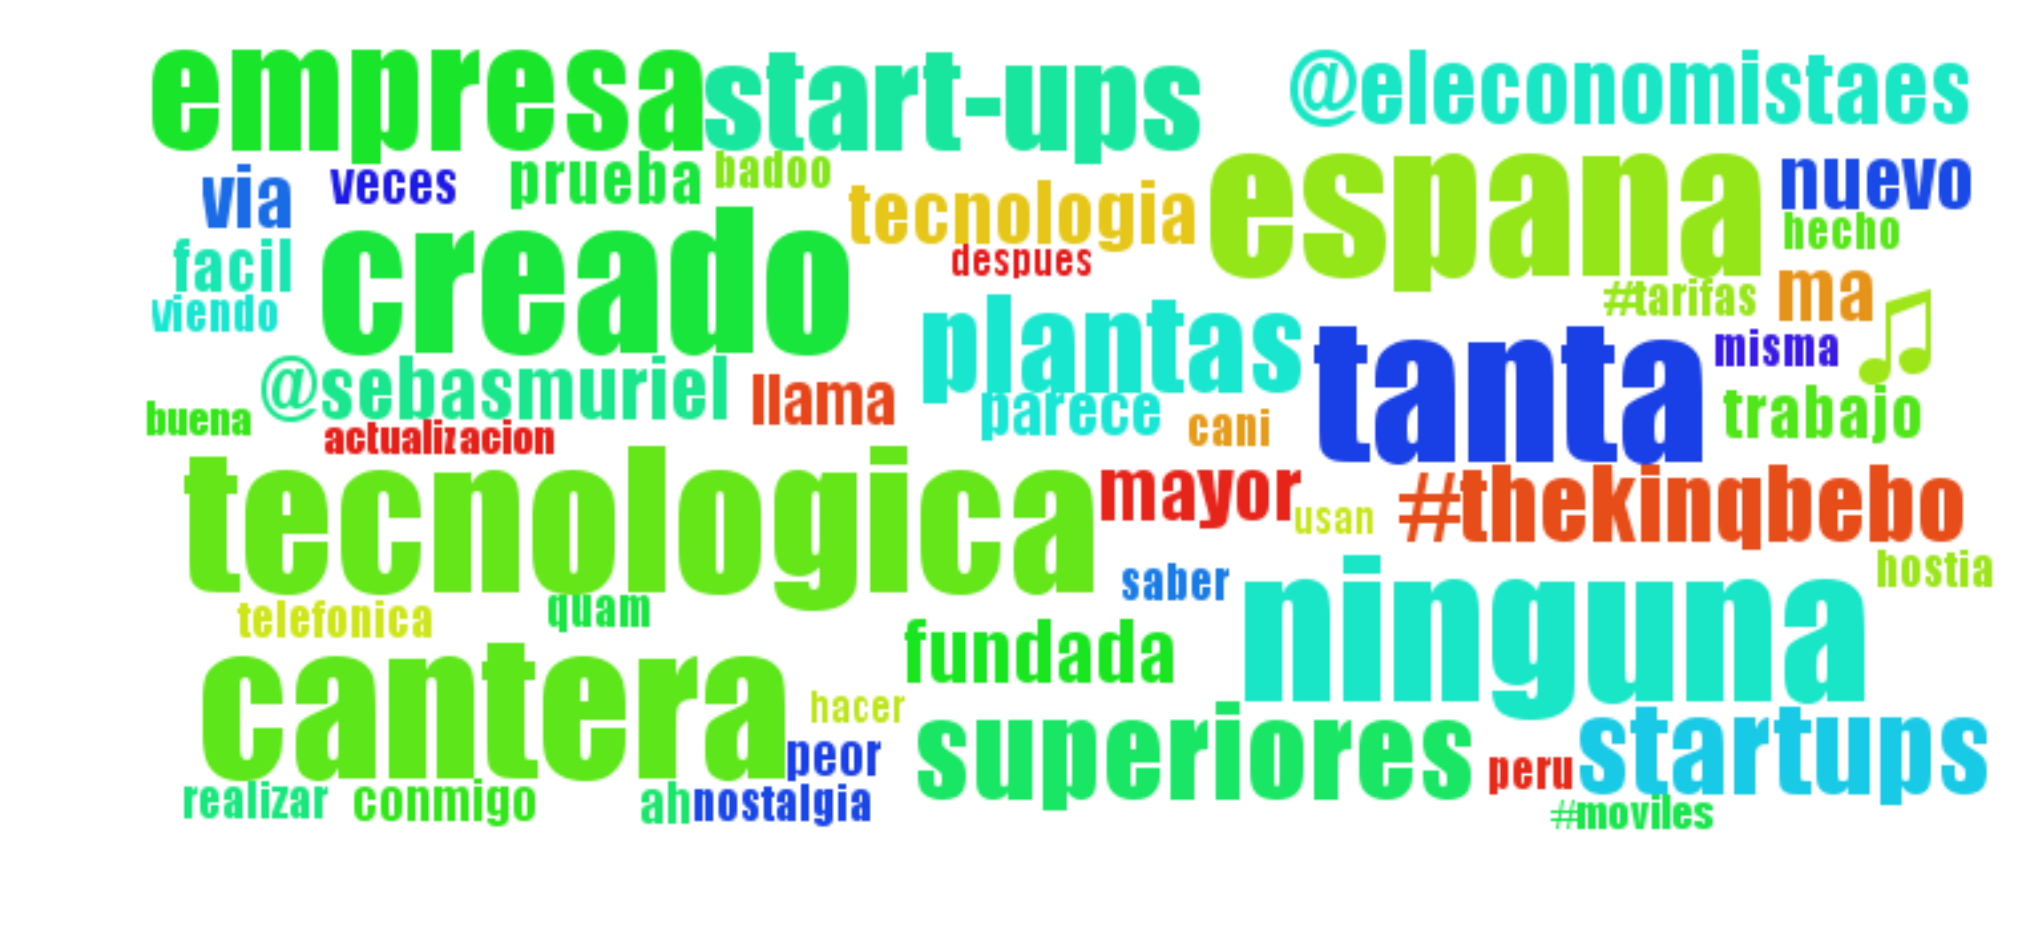 empresa start-ups @eleconomistaes
via veces prueba badoo tecnologia espana nuevo
facil creado despues hecho
viendo plantas #tarifas ma ♫
@sebasmuriel llama parece cani tanta misma
buena actualizacion trabajo
tecnologica mayor usan #thekinqbebo
telefonica quam saber ninguna hostia
cantera hacer fundada
peor superiores peru startups
realizar conmigo ah nostalgia #moviles